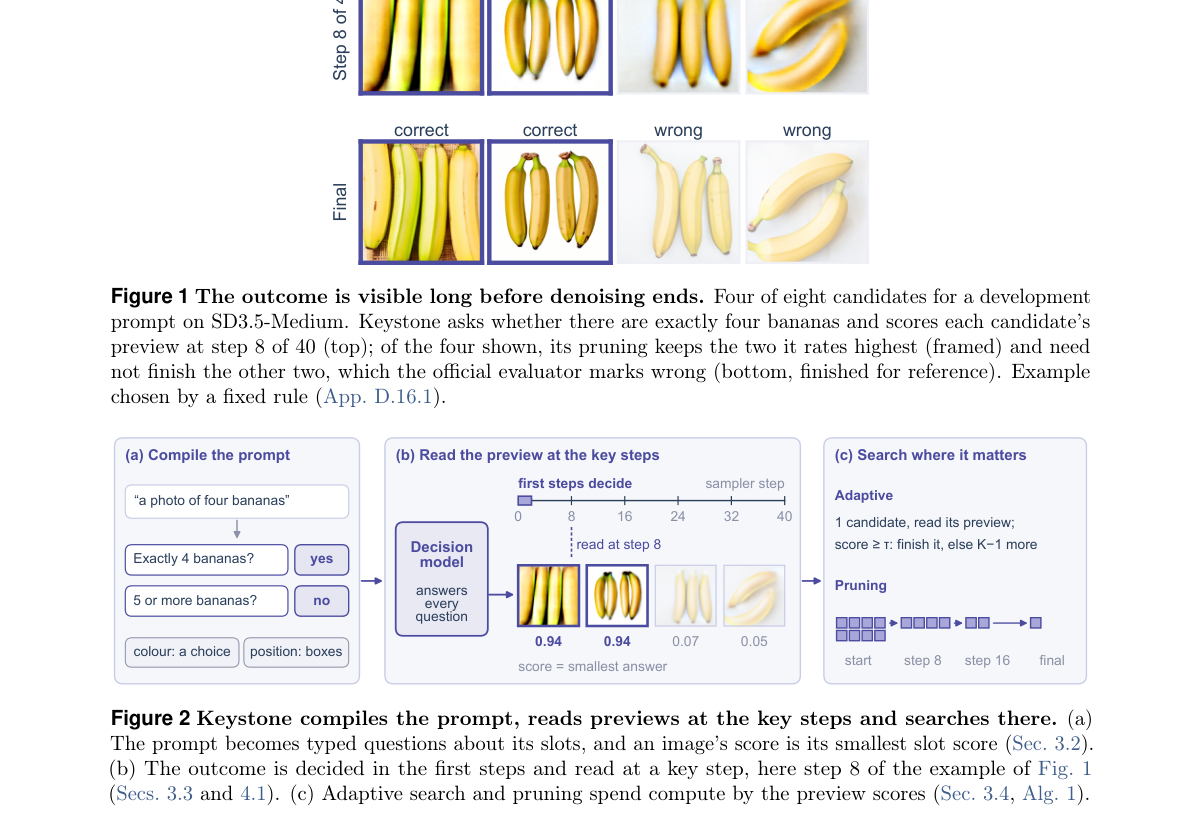 Step 8 of
correct
correct
wrong
wrong
Final
Figure 1 The outcome is visible long before denoising ends. Four of eight candidates for a development
prompt on SD3.5-Medium. Keystone asks whether there are exactly four bananas and scores each candidate's
preview at step 8 of 40 (top); of the four shown, its pruning keeps the two it rates highest (framed) and need
not finish the other two, which the official evaluator marks wrong (bottom, finished for reference). Example
chosen by a fixed rule (App. D.16.1).
(a) Compile the prompt
“a photo of four bananas”
Exactly 4 bananas?
yes
5 or more bananas?
no
colour: a choice
position: boxes
(b) Read the preview at the key steps
first steps decide
sampler step
0 8 16 24 32 40
read at step 8
Decision
model
answers
every
question
0.94 0.94 0.07 0.05
score = smallest answer
(c) Search where it matters
Adaptive
1 candidate, read its preview;
score ≥ τ: finish it, else K−1 more
Pruning
start step 8 step 16 final
Figure 2 Keystone compiles the prompt, reads previews at the key steps and searches there. (a)
The prompt becomes typed questions about its slots, and an image's score is its smallest slot score (Sec. 3.2).
(b) The outcome is decided in the first steps and read at a key step, here step 8 of the example of Fig. 1
(Secs. 3.3 and 4.1). (c) Adaptive search and pruning spend compute by the preview scores (Sec. 3.4, Alg. 1).